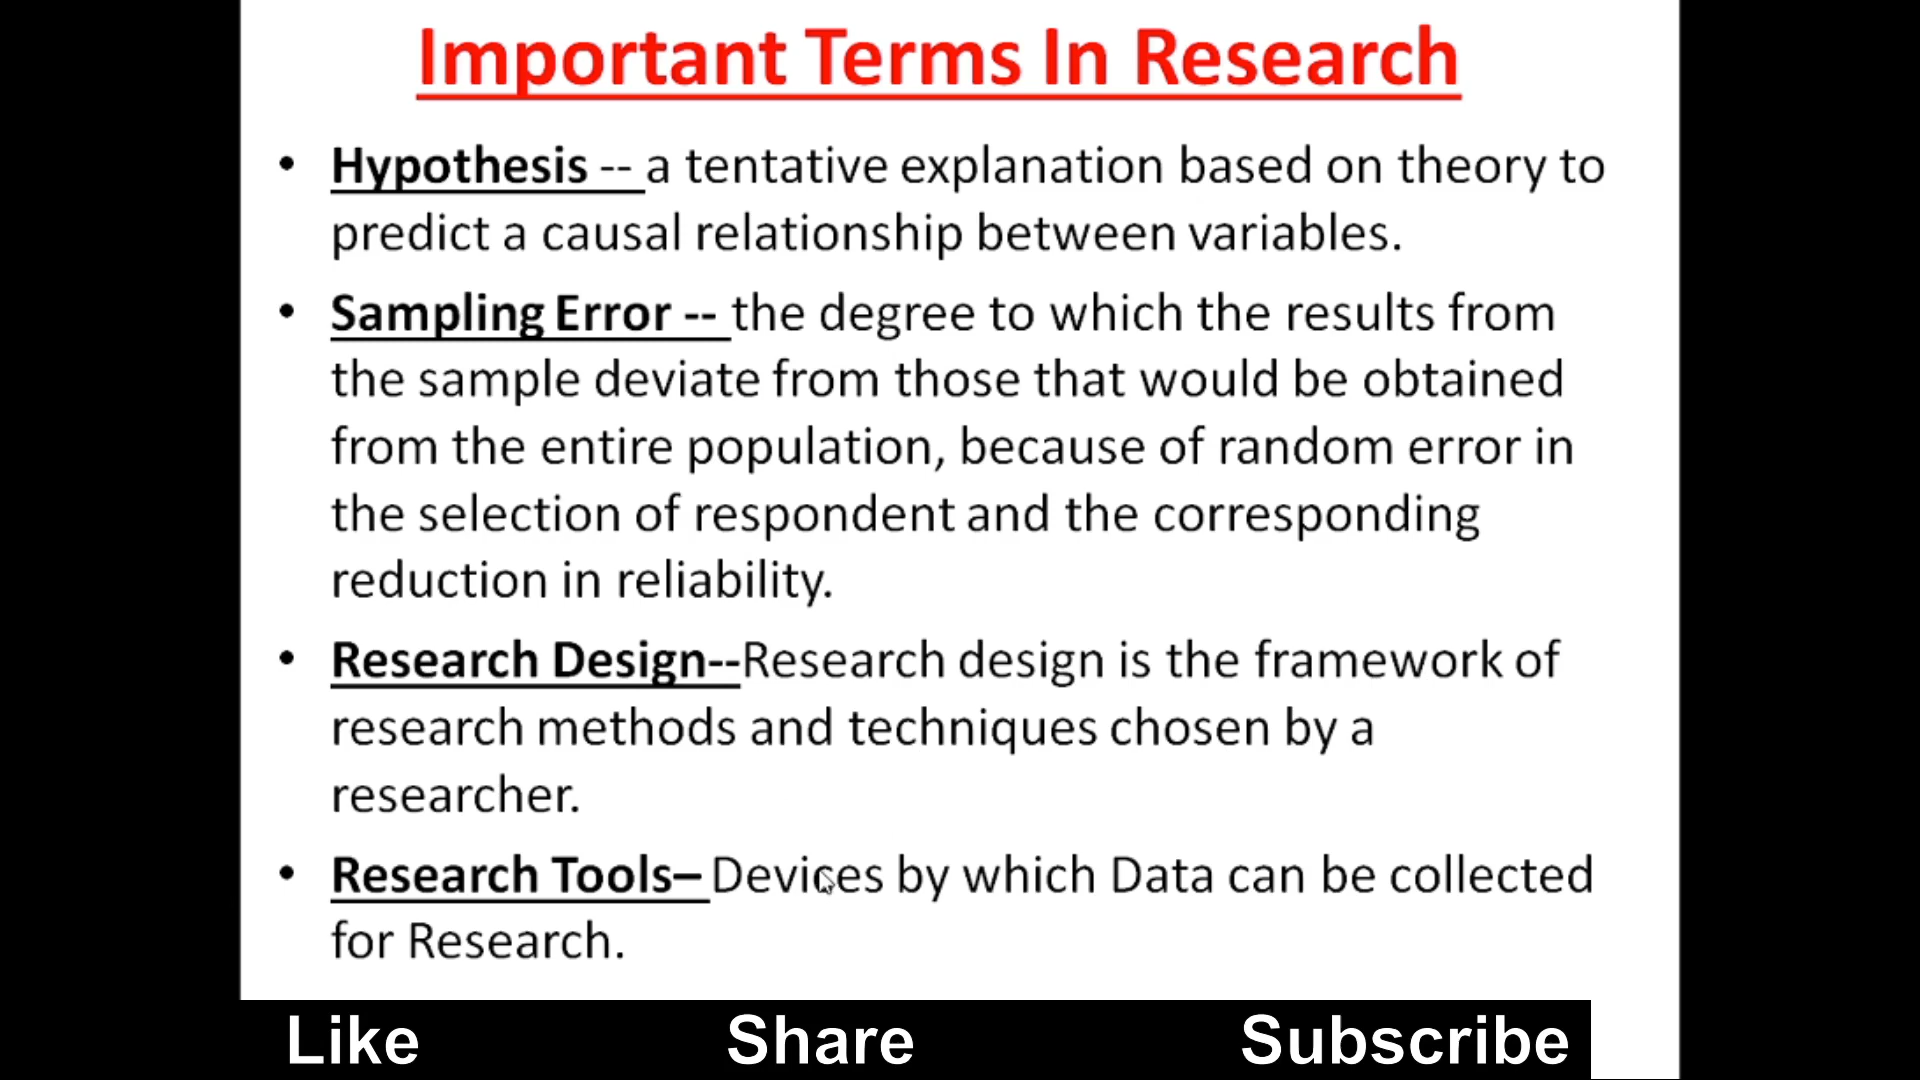 Important Terms In Research
• Hypothesis -- a tentative explanation based on theory to
predict a causal relationship between variables.
• Sampling Error -- the degree to which the results from
the sample deviate from those that would be obtained
from the entire population, because of random error in
the selection of respondent and the corresponding
reduction in reliability.
• Research Design--Research design is the framework of
research methods and techniques chosen by a
researcher.
• Research Tools– Devices by which Data can be collected
for Research.
Like Share Subscribe